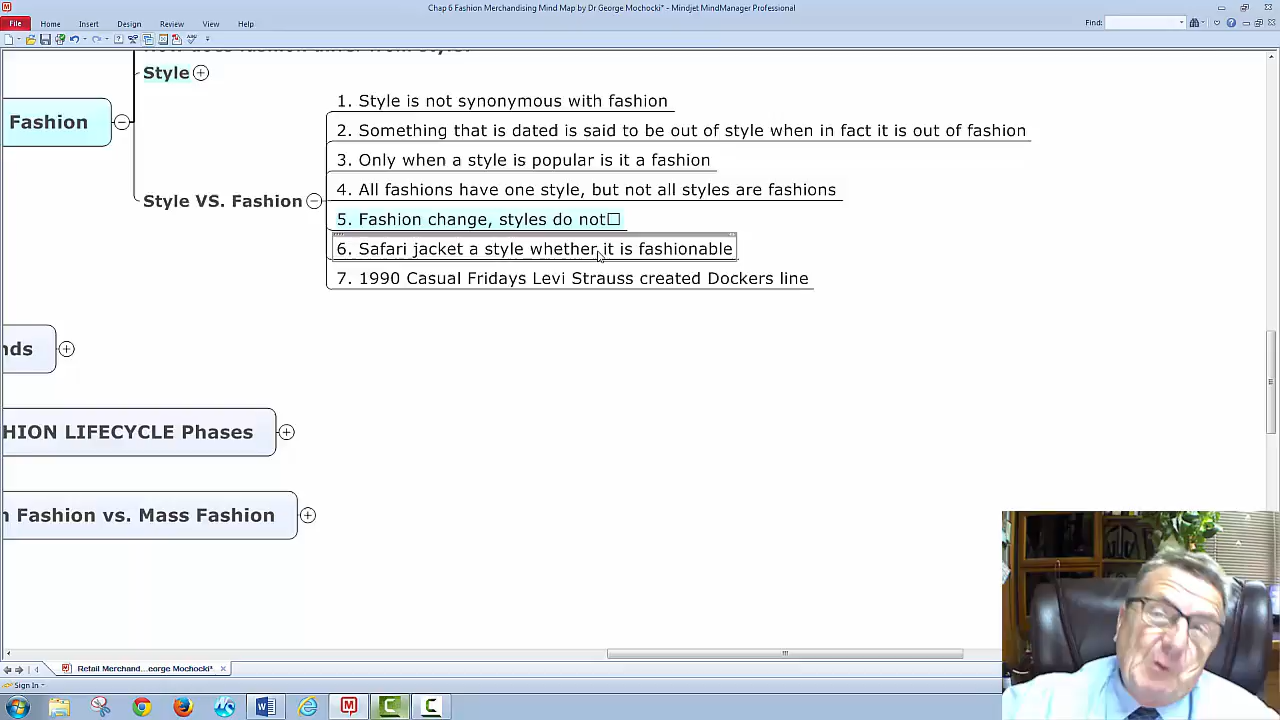 Chap 6 Fashion Merchandising Mind Map by Dr George Mochocki* - Mindjet MindManager Professional
File Home Insert Design Review View Help
Find:
Style
Fashion
1. Style is not synonymous with fashion
2. Something that is dated is said to be out of style when in fact it is out of fashion
3. Only when a style is popular is it a fashion
4. All fashions have one style, but not all styles are fashions
Style VS. Fashion
5. Fashion change, styles do not
6. Safari jacket a style whether it is fashionable
7. 1990 Casual Fridays Levi Strauss created Dockers line
nds
HION LIFECYCLE Phases
Fashion vs. Mass Fashion
Retail Merchand...eorge Mochocki*
Sign In